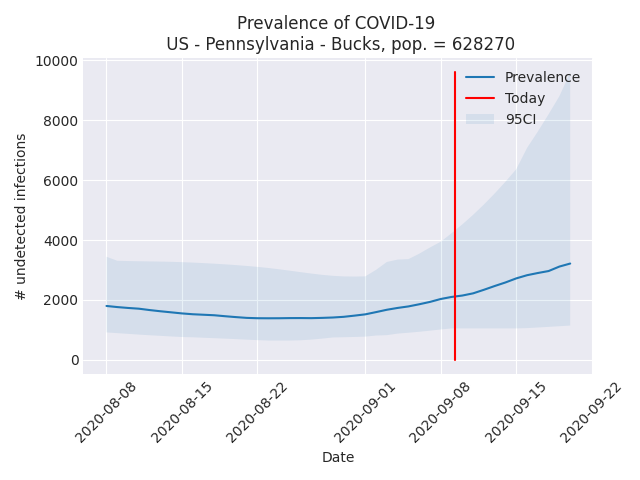 Prevalence of COVID-19
US - Pennsylvania - Bucks, pop. = 628270
10000
8000
6000
4000
2000
0
# undetected infections
Prevalence
Today
95CI
2020-08-08
2020-08-15
2020-08-22
2020-09-01
2020-09-08
2020-09-15
2020-09-22
Date